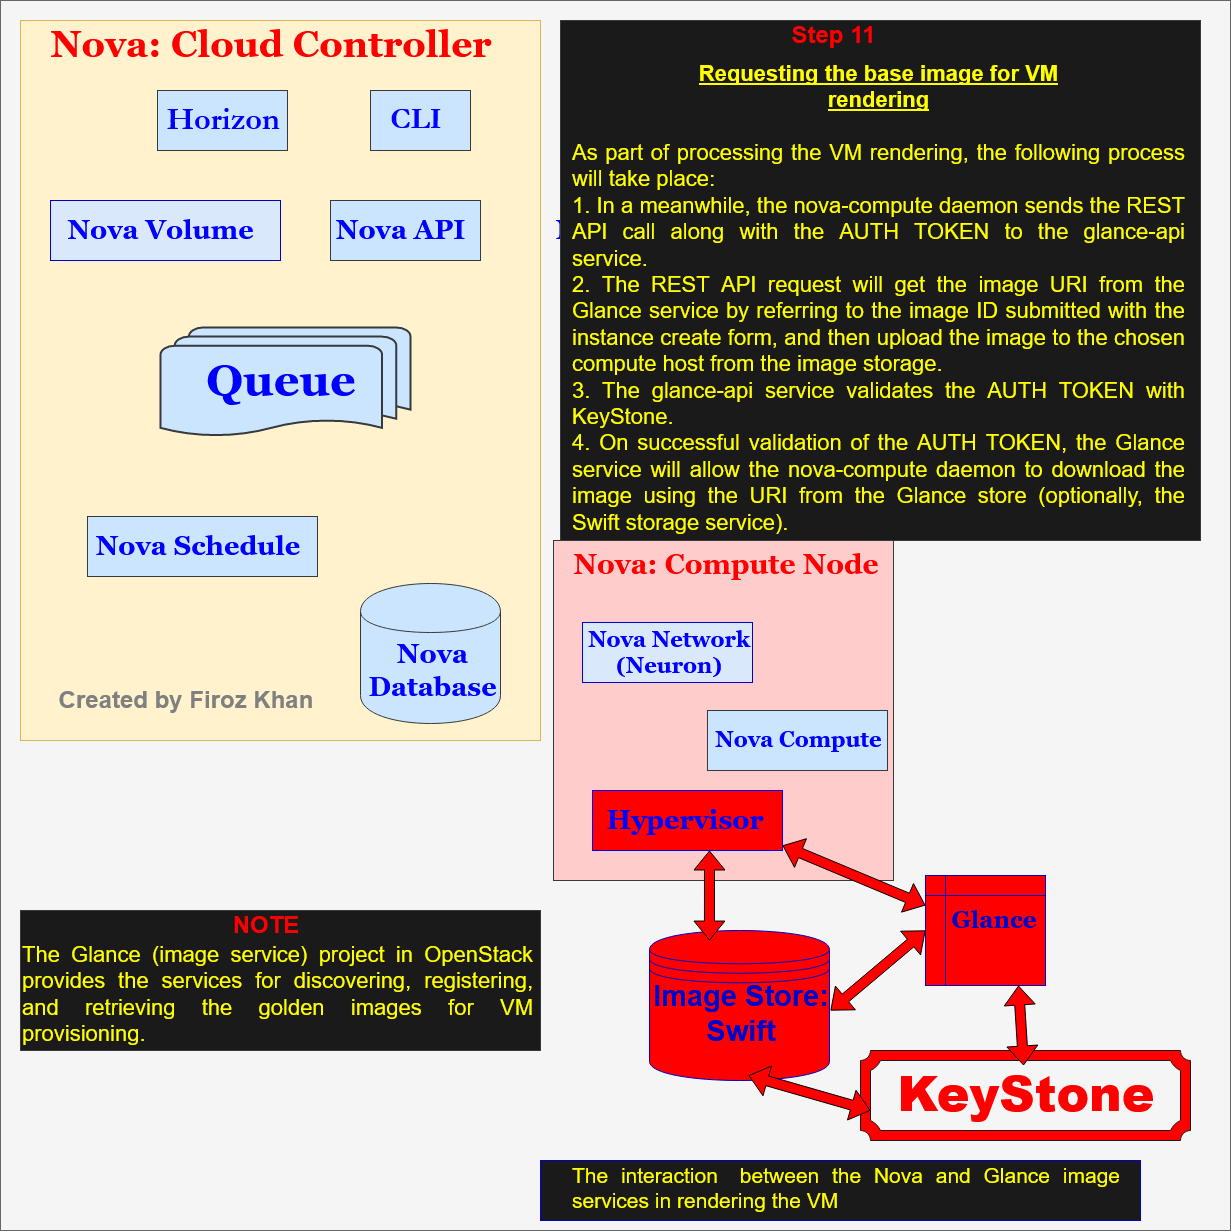 Nova: Cloud Controller
Horizon
CLI
Nova Volume
Nova API
Queue
Nova Schedule
Nova
Database
Created by Firoz Khan
Step 11
Requesting the base image for VM
rendering
As part of processing the VM rendering, the following process
will take place:
1. In a meanwhile, the nova-compute daemon sends the REST
API call along with the AUTH TOKEN to the glance-api
service.
2. The REST API request will get the image URI from the
Glance service by referring to the image ID submitted with the
instance create form, and then upload the image to the chosen
compute host from the image storage.
3. The glance-api service validates the AUTH TOKEN with
KeyStone.
4. On successful validation of the AUTH TOKEN, the Glance
service will allow the nova-compute daemon to download the
image using the URI from the Glance store (optionally, the
Swift storage service).
Nova: Compute Node
Nova Network
(Neuron)
Nova Compute
Hypervisor
Glance
Image Store:
Swift
KeyStone
NOTE
The Glance (image service) project in OpenStack
provides the services for discovering, registering,
and retrieving the golden images for VM
provisioning.
The interaction between the Nova and Glance image
services in rendering the VM